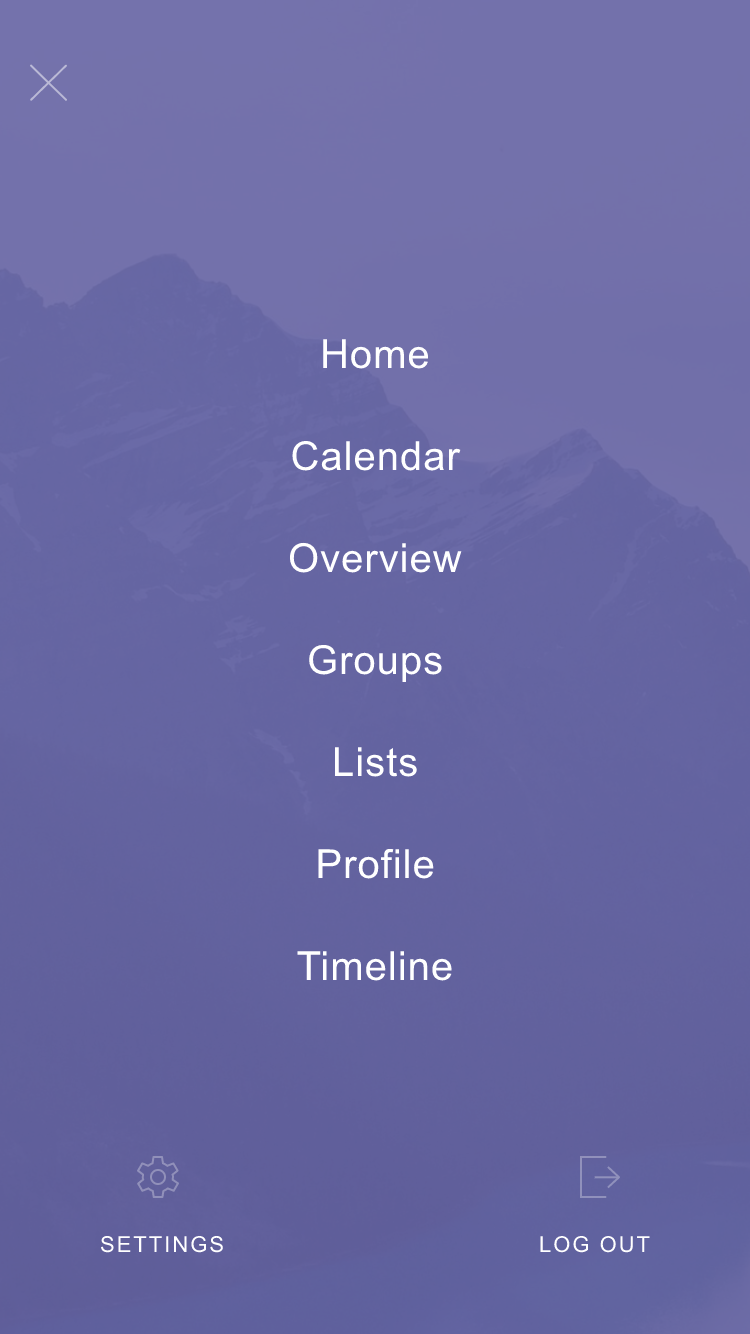 Home
Calendar
Overview
Groups
Lists
Profile
Timeline
SETTINGS
LOG OUT